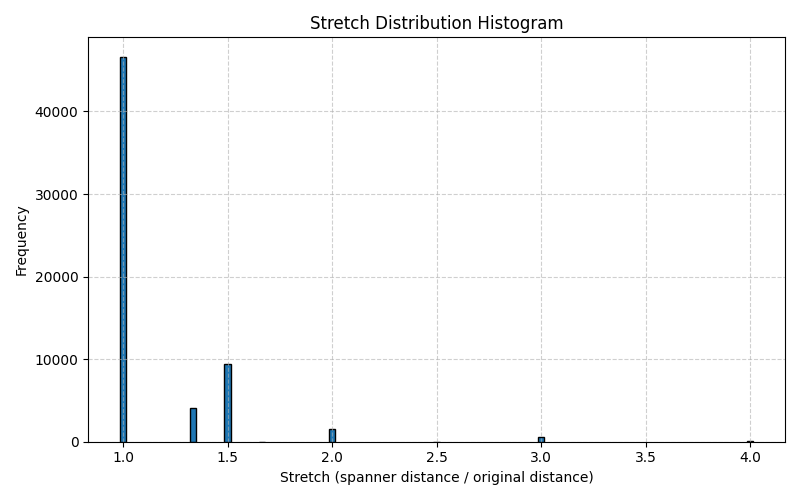 Stretch Distribution Histogram
Frequency
40000
30000
20000
10000
0
1.0 1.5 2.0 2.5 3.0 3.5 4.0
Stretch (spanner distance / original distance)